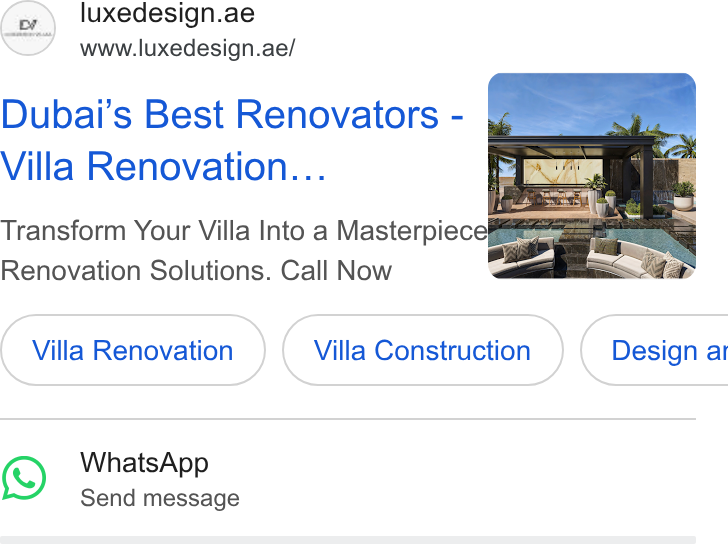 luxedesign.ae
www.luxedesign.ae/
Dubai’s Best Renovators -
Villa Renovation…
Transform Your Villa Into a Masterpiece
Renovation Solutions. Call Now
Villa Renovation
Villa Construction
Design
WhatsApp
Send message